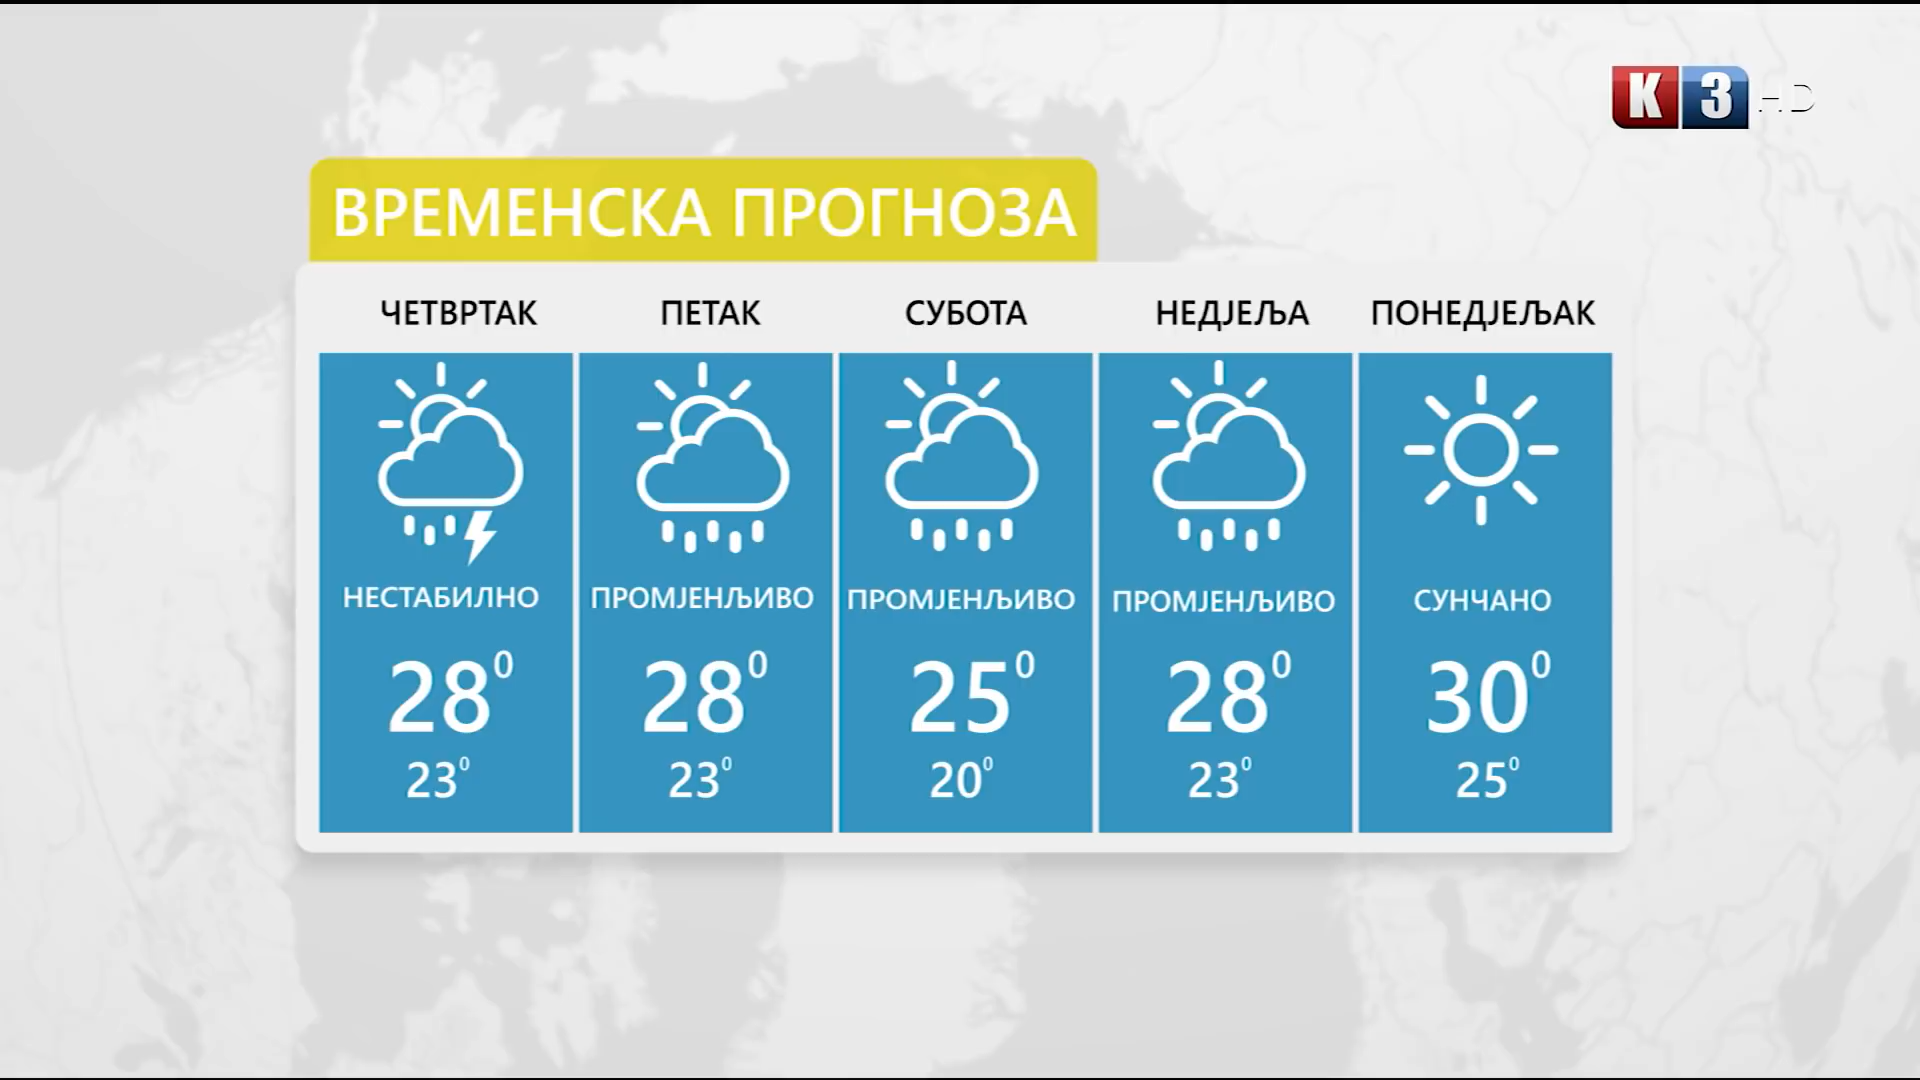 К3 HD
ВРЕМЕНСКА ПРОГНОЗА
ЧЕТВРТАК ПЕТАК СУБОТА НЕДЈЕЉА ПОНЕДЈЕЉАК
НЕСТАБИЛНО ПРОМЈЕНЉИВО ПРОМЈЕНЉИВО ПРОМЈЕНЉИВО СУНЧАНО
28⁰ 28⁰ 25⁰ 28⁰ 30⁰
23⁰ 23⁰ 20⁰ 23⁰ 25⁰